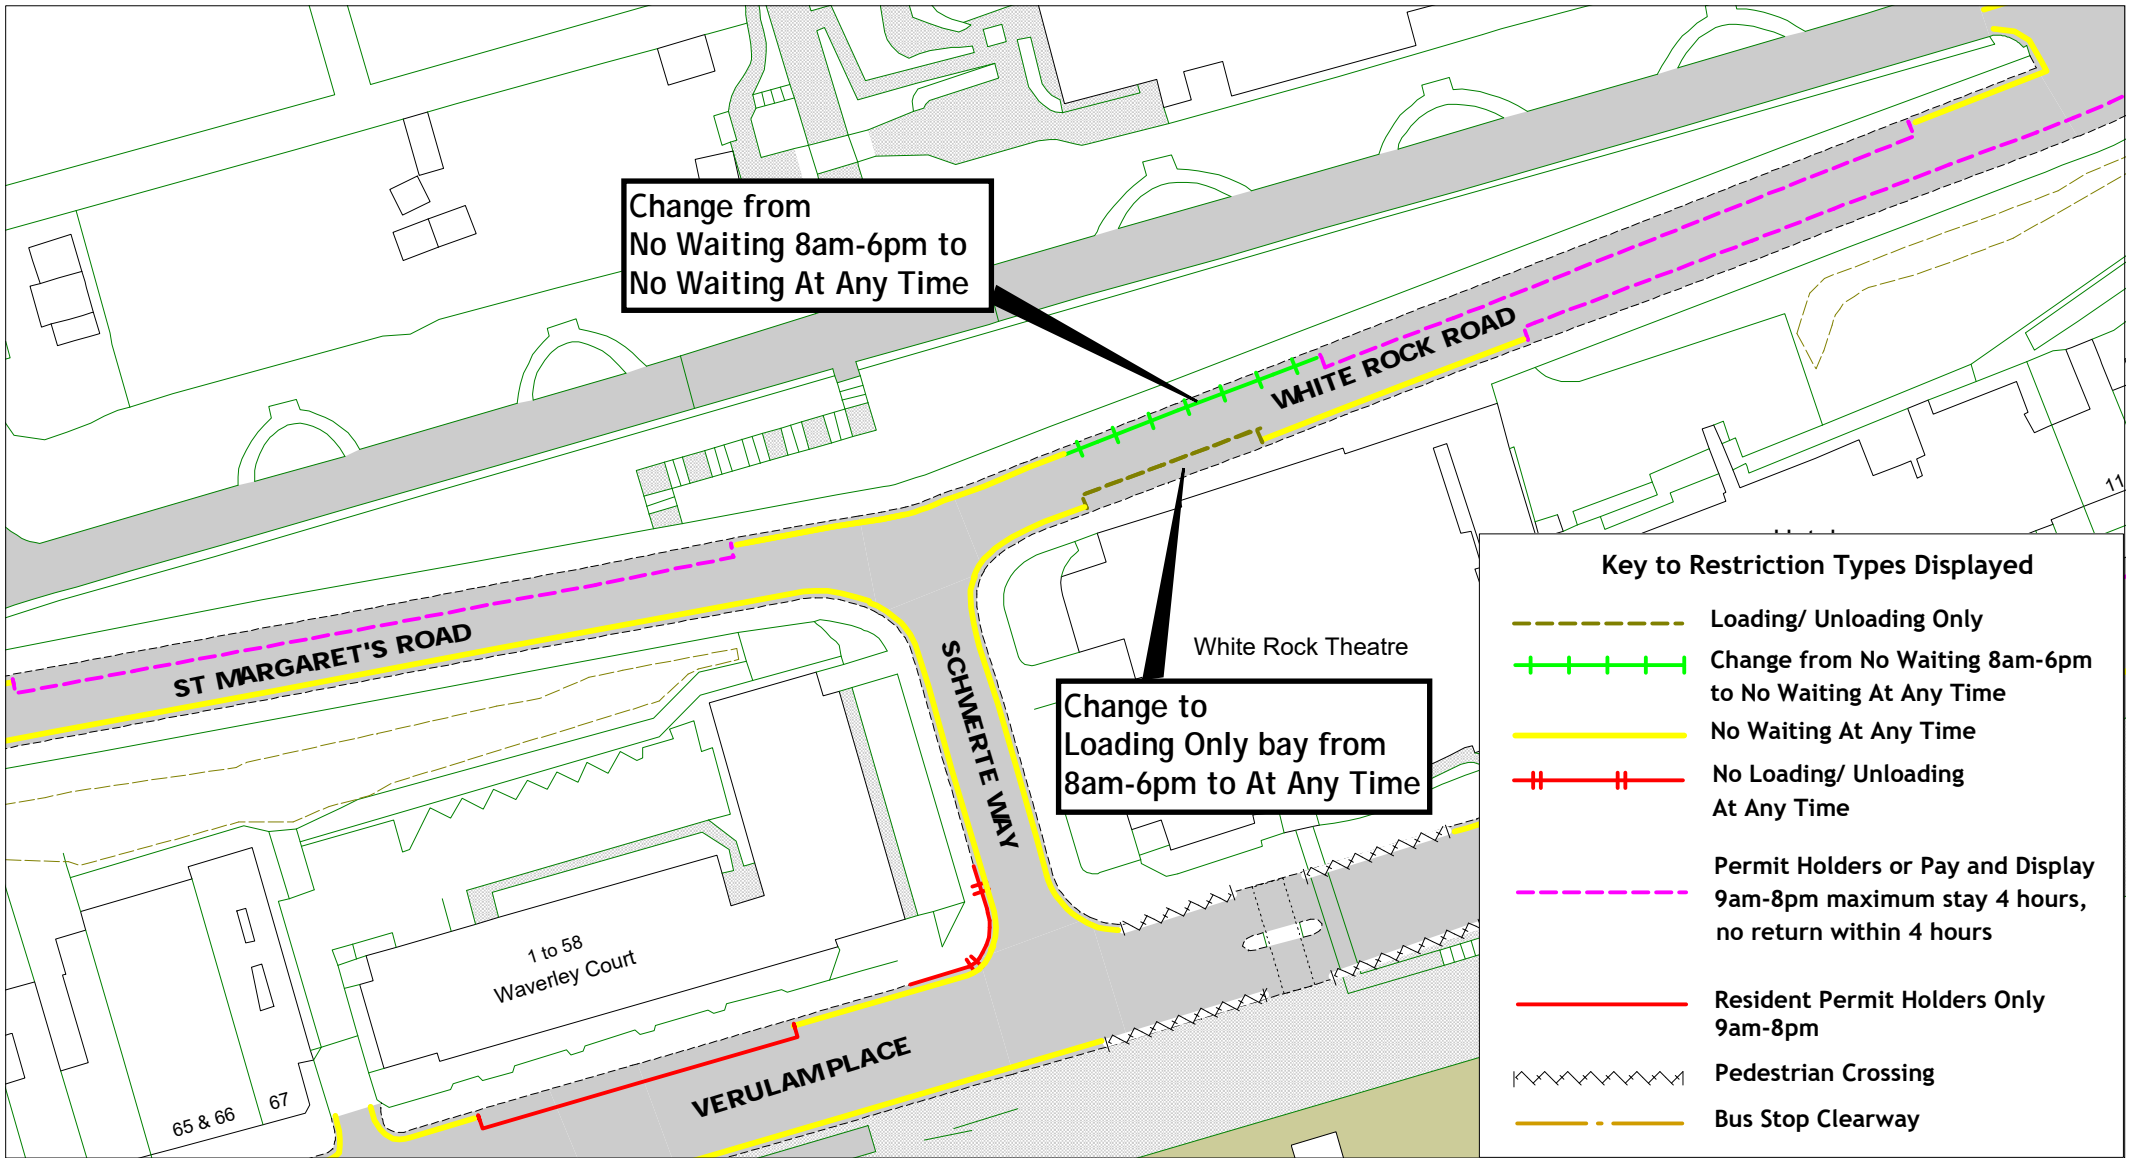 Change from
No Waiting 8am-6pm to
No Waiting At Any Time
WHITE ROCK ROAD
11
ST MARGARET'S ROAD
SCHWERTE WAY
White Rock Theatre
Change to
Loading Only bay from
8am-6pm to At Any Time
1 to 58
Waverley Court
VERULAM PLACE
65 & 66
67
Key to Restriction Types Displayed
Loading/ Unloading Only
Change from No Waiting 8am-6pm
to No Waiting At Any Time
No Waiting At Any Time
No Loading/ Unloading
At Any Time
Permit Holders or Pay and Display
9am-8pm maximum stay 4 hours,
no return within 4 hours
Resident Permit Holders Only
9am-8pm
Pedestrian Crossing
Bus Stop Clearway